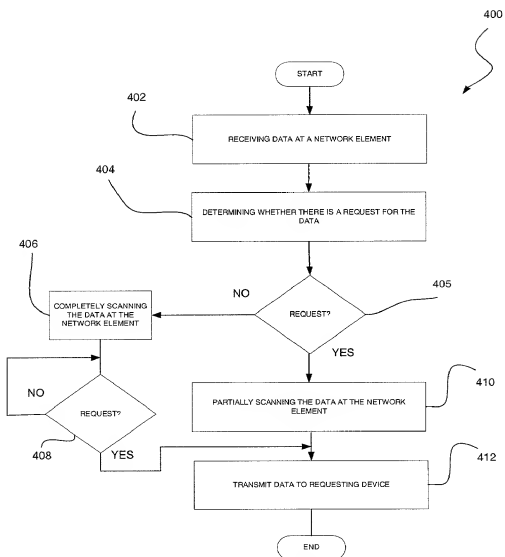 400
START
402
RECEIVING DATA AT A NETWORK ELEMENT
404
DETERMINING WHETHER THERE IS A REQUEST FOR THE
DATA
406
405
NO
COMPLETELY SCANNING
THE DATA AT THE
NETWORK ELEMENT
REQUEST?
YES
NO
REQUEST?
PARTIALLY SCANNING THE DATA AT THE NETWORK
ELEMENT
410
408
YES
412
TRANSMIT DATA TO REQUESTING DEVICE
END